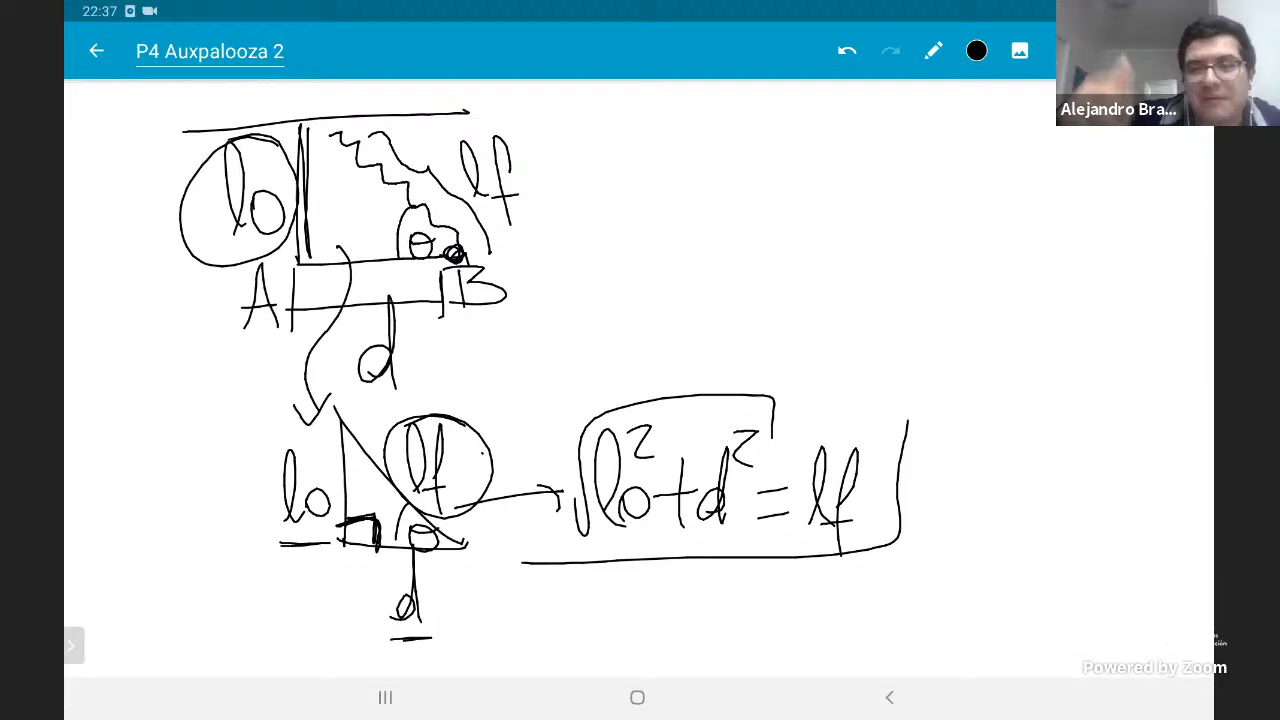 22:37
P4 Auxpalooza 2
Alejandro Bra...
lo
lf
θ
A
B
d
lo
lf
θ
d
√lo²+d² = lf
Powered by Zoom